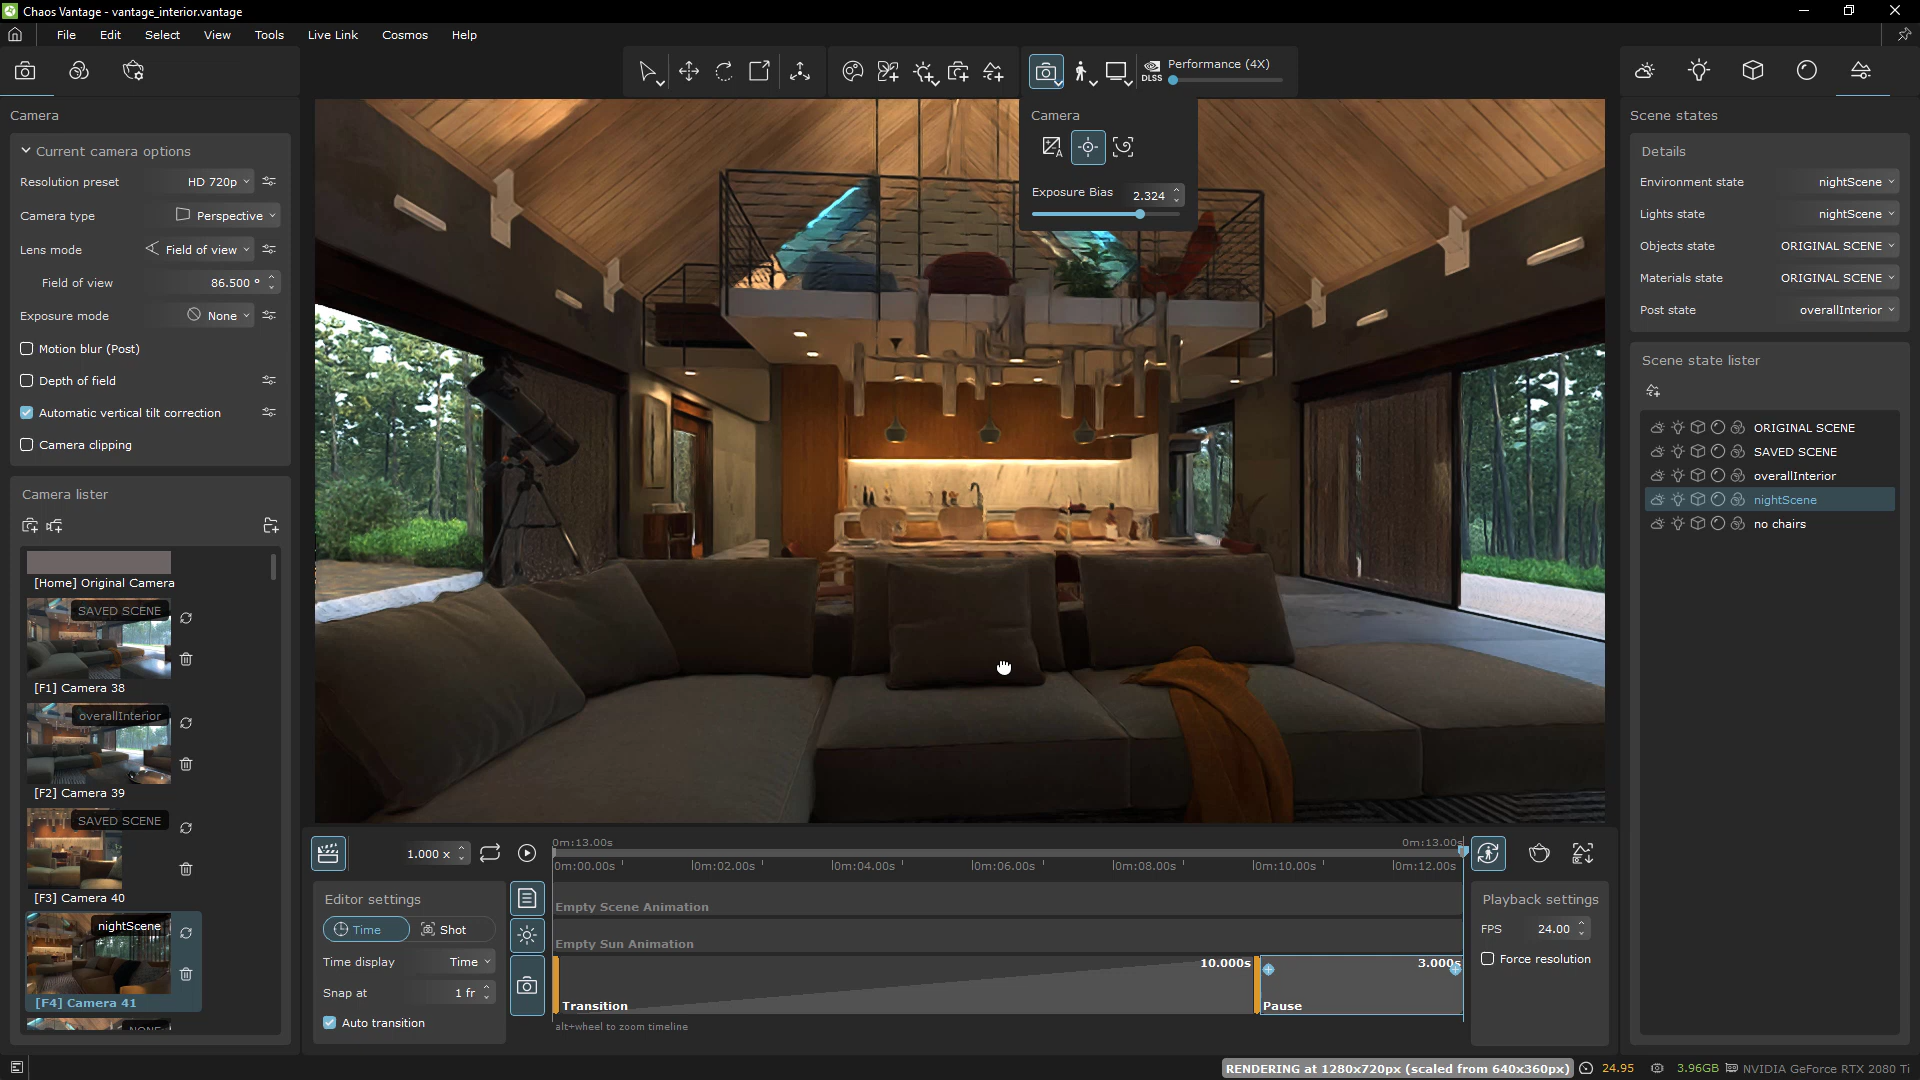 Chaos Vantage - vantage_interior.vantage
File Edit Select View Tools Live Link Cosmos Help
DLSS Performance (4X)
Camera
Current camera options
Resolution preset HD 720p
Camera type Perspective
Lens mode Field of view
Field of view 86.500 °
Exposure mode None
Motion blur (Post)
Depth of field
Automatic vertical tilt correction
Camera clipping
Camera lister
[Home] Original Camera
SAVED SCENE
[F1] Camera 38
overallInterior
[F2] Camera 39
SAVED SCENE
[F3] Camera 40
nightScene
[F4] Camera 41
NONE
Camera
Exposure Bias 2.324
Scene states
Details
Environment state nightScene
Lights state nightScene
Objects state ORIGINAL SCENE
Materials state ORIGINAL SCENE
Post state overallInterior
Scene state lister
ORIGINAL SCENE
SAVED SCENE
overallInterior
nightScene
no chairs
1.000 x
0m:13.00s 0m:13.00s
0m:00.00s 0m:02.00s 0m:04.00s 0m:06.00s 0m:08.00s 0m:10.00s 0m:12.00s
Editor settings
Time Shot
Time display Time
Snap at 1 fr
Auto transition
Empty Scene Animation
Empty Sun Animation
10.000s 3.000s
Transition Pause
alt+wheel to zoom timeline
Playback settings
FPS 24.00
Force resolution
RENDERING at 1280x720px (scaled from 640x360px) 24.95 3.96GB NVIDIA GeForce RTX 2080 Ti